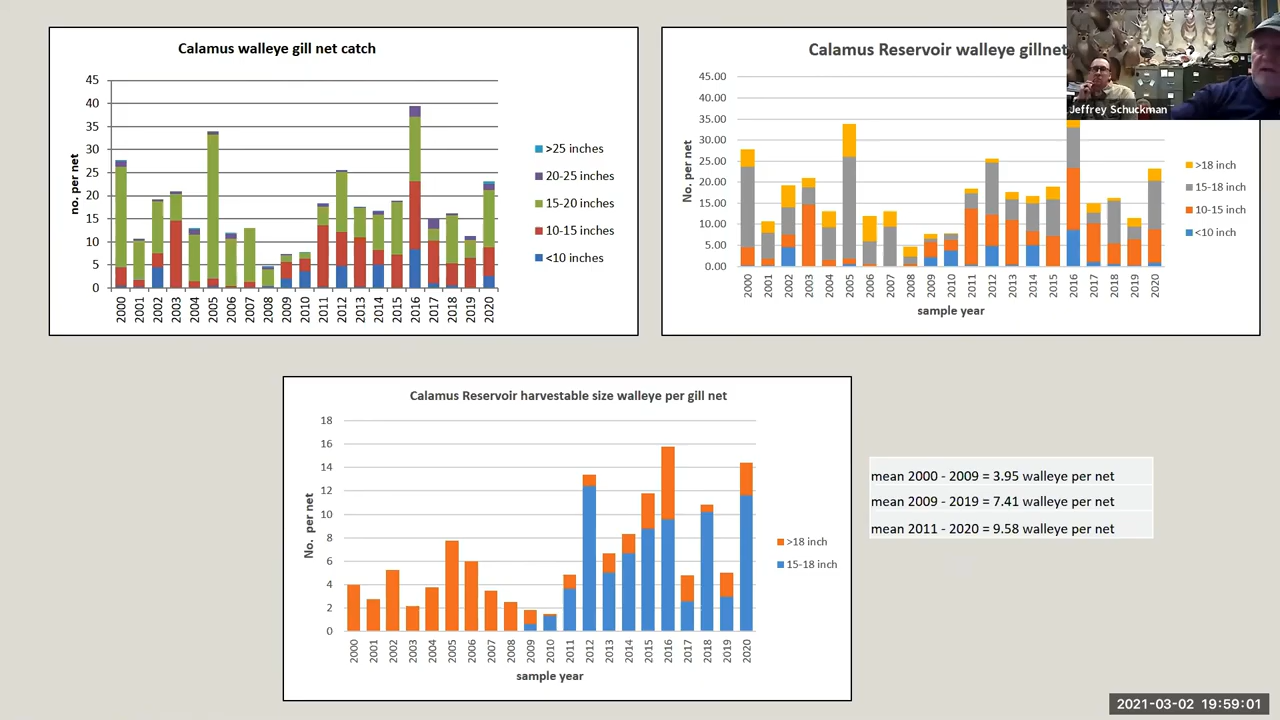 Calamus walleye gill net catch
45
40
35
30
25
20
15
10
5
0
no. per net
2000 2001 2002 2003 2004 2005 2006 2007 2008 2009 2010 2011 2012 2013 2014 2015 2016 2017 2018 2019 2020
>25 inches
20-25 inches
15-20 inches
10-15 inches
<10 inches
Calamus Reservoir walleye gillnet
45.00
40.00
35.00
30.00
25.00
20.00
15.00
10.00
5.00
0.00
No. per net
2000 2001 2002 2003 2004 2005 2006 2007 2008 2009 2010 2011 2012 2013 2014 2015 2016 2017 2018 2019 2020
sample year
>18 inch
15-18 inch
10-15 inch
<10 inch
Jeffrey Schuckman
Calamus Reservoir harvestable size walleye per gill net
18
16
14
12
10
8
6
4
2
0
No. per net
2000 2001 2002 2003 2004 2005 2006 2007 2008 2009 2010 2011 2012 2013 2014 2015 2016 2017 2018 2019 2020
sample year
>18 inch
15-18 inch
mean 2000 - 2009 = 3.95 walleye per net
mean 2009 - 2019 = 7.41 walleye per net
mean 2011 - 2020 = 9.58 walleye per net
2021-03-02 19:59:01